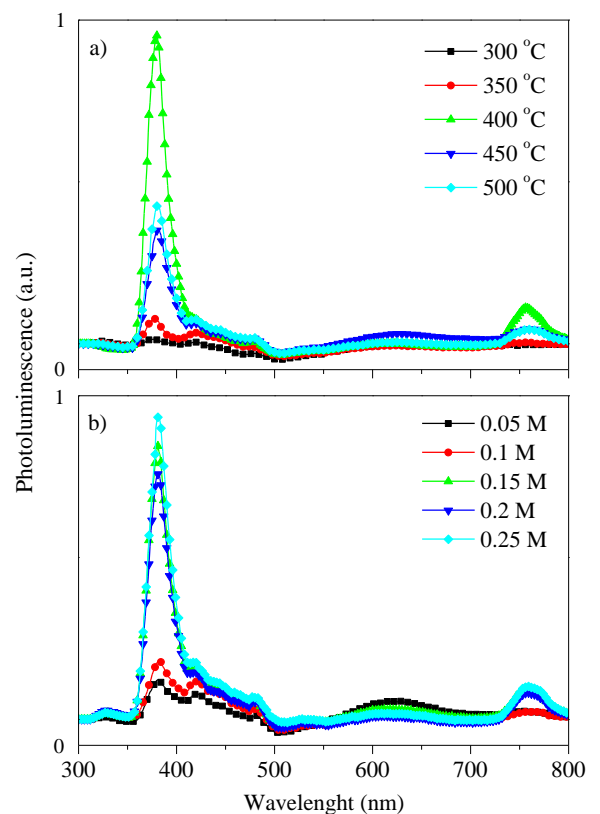 1
a)
300 °C
350 °C
400 °C
450 °C
500 °C
0
Photoluminescence (a.u.)
1
b)
0.05 M
0.1 M
0.15 M
0.2 M
0.25 M
0
300 400 500 600 700 800
Wavelenght (nm)